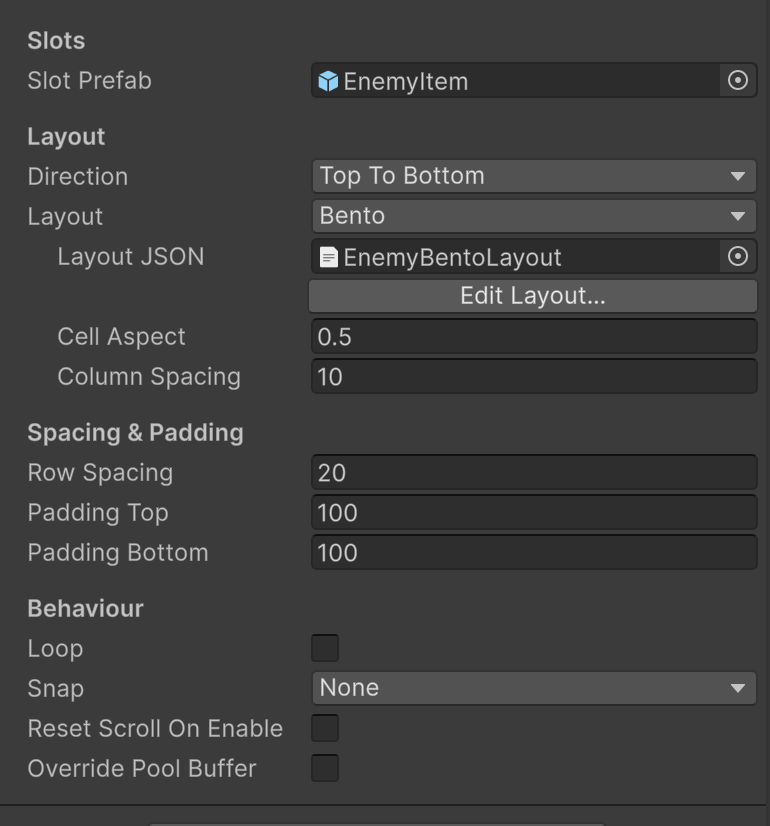 Slots
Slot Prefab EnemyItem
Layout
Direction Top To Bottom
Layout Bento
Layout JSON EnemyBentoLayout
Edit Layout...
Cell Aspect 0.5
Column Spacing 10
Spacing & Padding
Row Spacing 20
Padding Top 100
Padding Bottom 100
Behaviour
Loop
Snap None
Reset Scroll On Enable
Override Pool Buffer